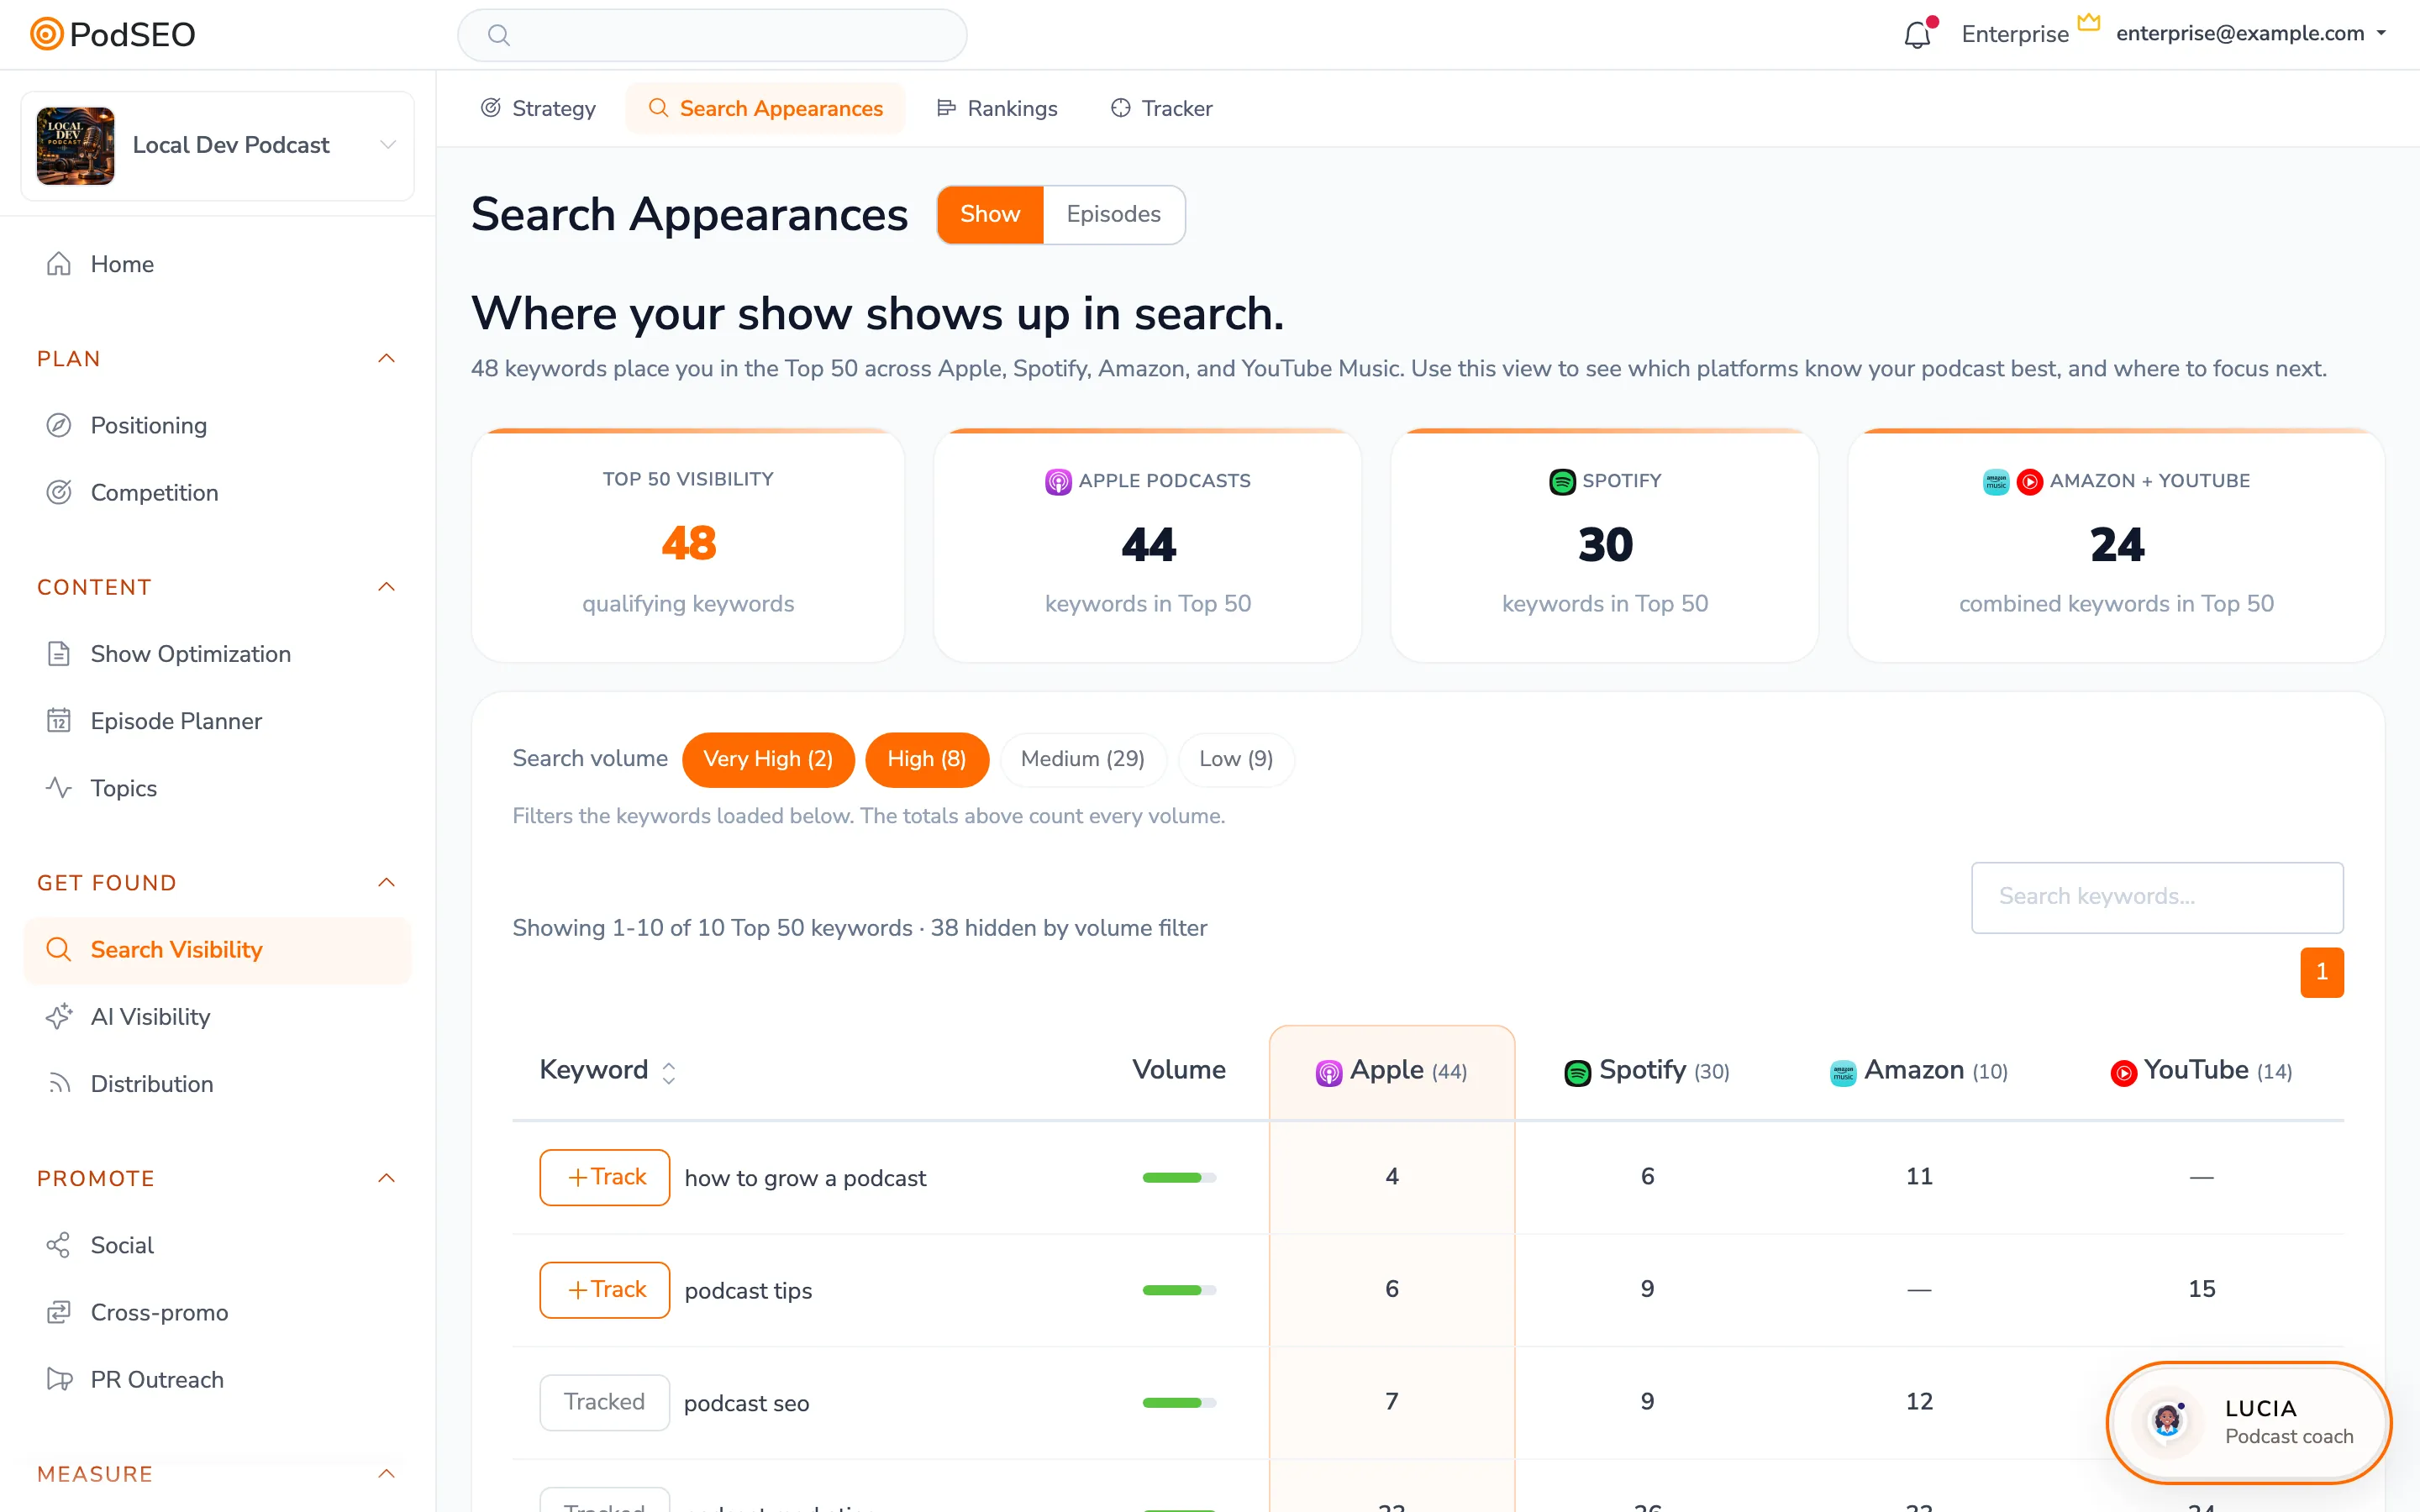 PodSEO
Enterprise
enterprise@example.com
LOCAL
DEV
PODCAST
Local Dev Podcast
Home
PLAN
Positioning
Competition
CONTENT
Show Optimization
12
Episode Planner
Topics
GET FOUND
Search Visibility
AI Visibility
Distribution
PROMOTE
Social
Cross-promo
PR Outreach
MEASURE
Strategy
Search Appearances
Rankings
Tracker
Search Appearances
Show
Episodes
Where your show shows up in search.
48 keywords place you in the Top 50 across Apple, Spotify, Amazon, and YouTube Music. Use this view to see which platforms know your podcast best, and where to focus next.
TOP 50 VISIBILITY
48
qualifying keywords
APPLE PODCASTS
44
keywords in Top 50
SPOTIFY
30
keywords in Top 50
amazon music
AMAZON + YOUTUBE
24
combined keywords in Top 50
Search volume
Very High (2)
High (8)
Medium (29)
Low (9)
Filters the keywords loaded below. The totals above count every volume.
Search keywords...
Showing 1-10 of 10 Top 50 keywords · 38 hidden by volume filter
1
Keyword Volume Apple (44) Spotify (30) amazon music Amazon (10) YouTube (14)
+Track how to grow a podcast 4 6 11 —
+Track podcast tips 6 9 — 15
Tracked podcast seo 7 9 12
LUCIA
Podcast coach